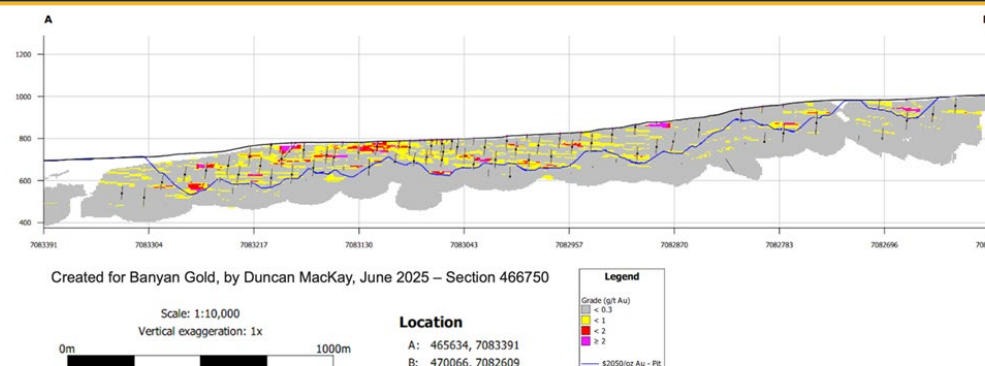 A
1200
1000
800
600
400
7083391 7083304 7083217 7083130 7083043 7082957 7082870 7082783 7082696
Created for Banyan Gold, by Duncan MacKay, June 2025 – Section 466750
Scale: 1:10,000
Vertical exaggeration: 1x
0m 1000m
Location
A: 465634, 7083391
B: 470066, 7082609
Legend
Grade (g/t Au)
< 0.3
< 1
< 2
≥ 2
$2050/oz Au - Pit